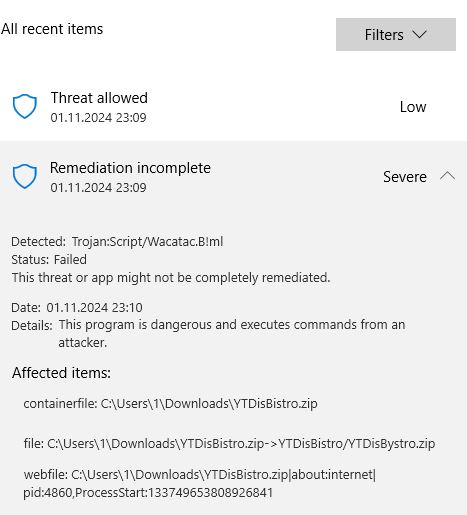 All recent items
Filters
Threat allowed
01.11.2024 23:09
Low
Remediation incomplete
01.11.2024 23:09
Severe
Detected: Trojan:Script/Wacatac.B!ml
Status: Failed
This threat or app might not be completely remediated.
Date: 01.11.2024 23:10
Details: This program is dangerous and executes commands from an
attacker.
Affected items:
containerfile: C:\Users\1\Downloads\YTDisBistro.zip
file: C:\Users\1\Downloads\YTDisBistro.zip->YTDisBistro/YTDisBystro.zip
webfile: C:\Users\1\Downloads\YTDisBistro.zip|about:internet|
pid:4860,ProcessStart:133749653808926841